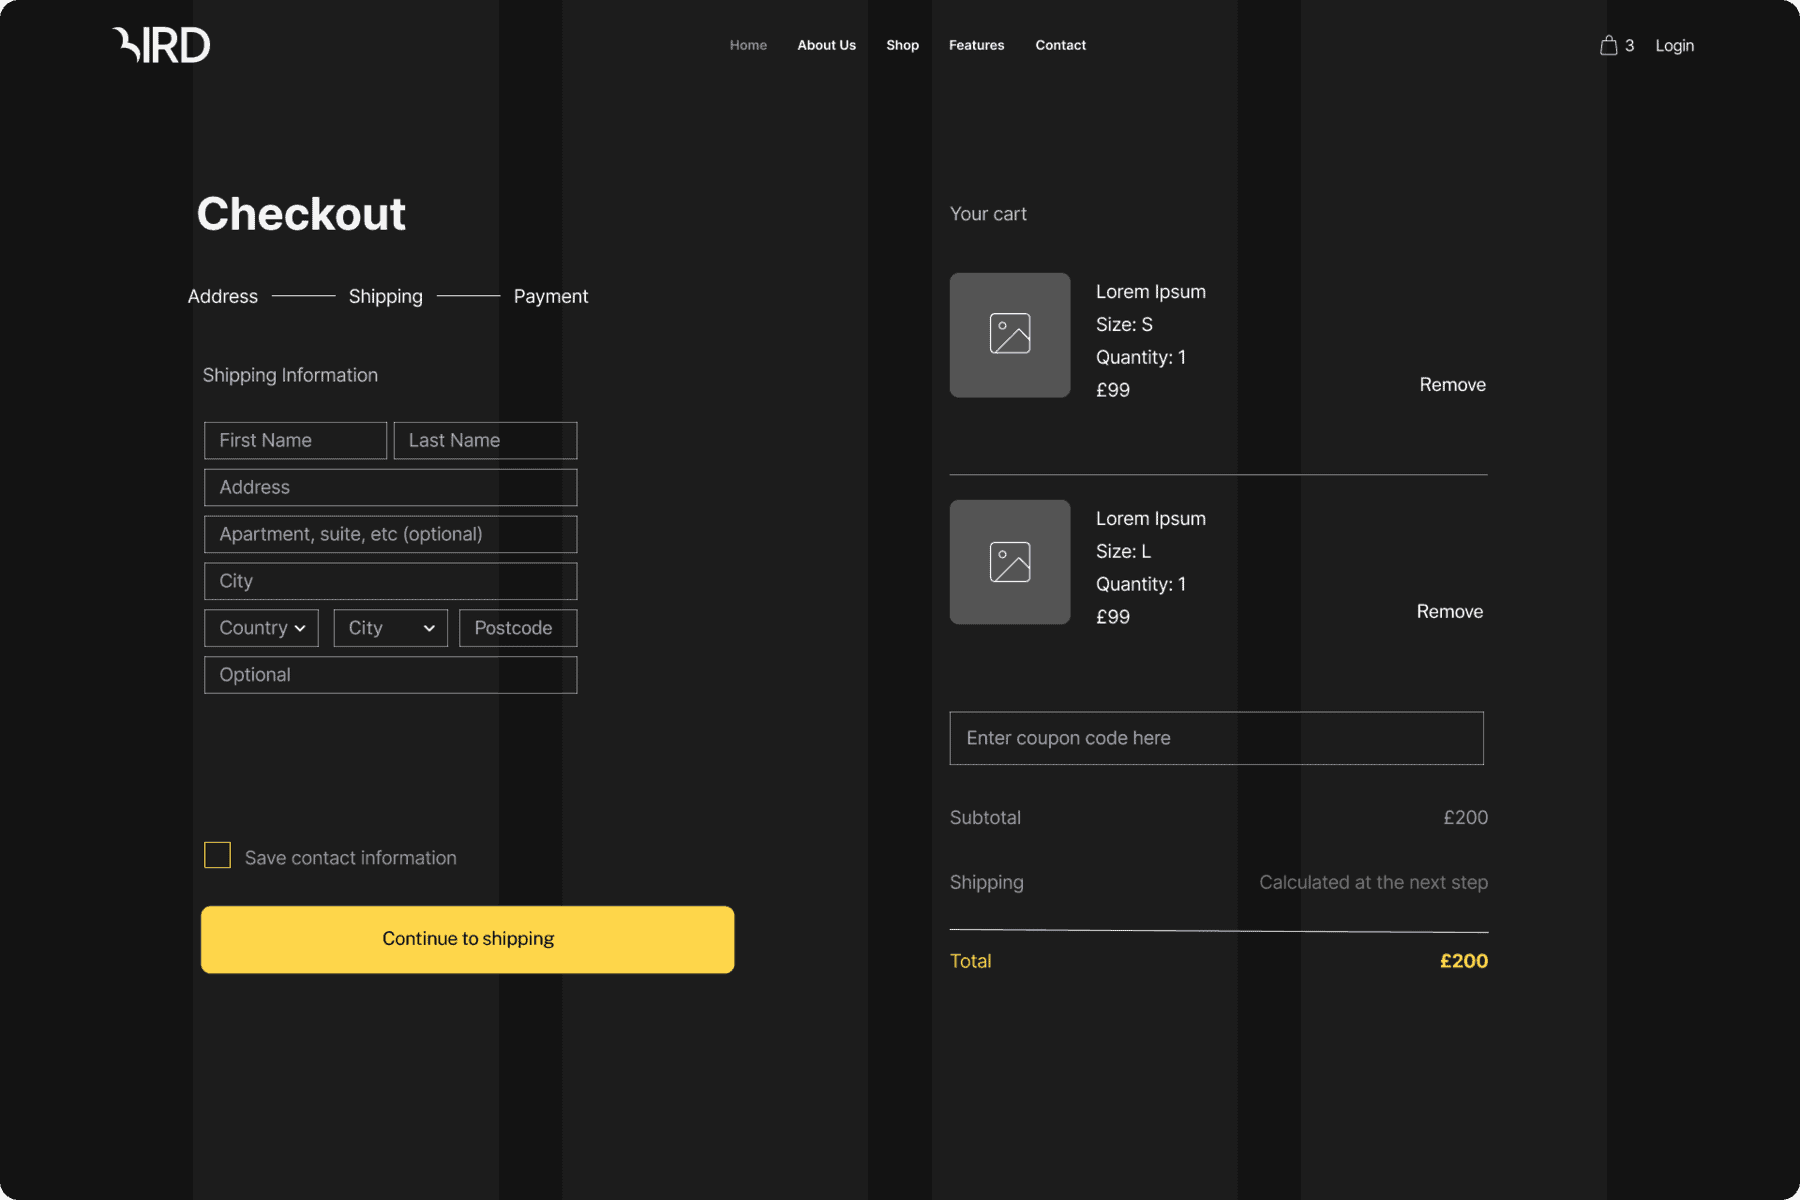 BIRD
Home About Us Shop Features Contact
3 Login
Checkout
Address Shipping Payment
Shipping Information
First Name Last Name
Address
Apartment, suite, etc (optional)
City
Country City Postcode
Optional
Save contact information
Continue to shipping
Your cart
Lorem Ipsum
Size: S
Quantity: 1
£99
Remove
Lorem Ipsum
Size: L
Quantity: 1
£99
Remove
Enter coupon code here
Subtotal £200
Shipping Calculated at the next step
Total £200